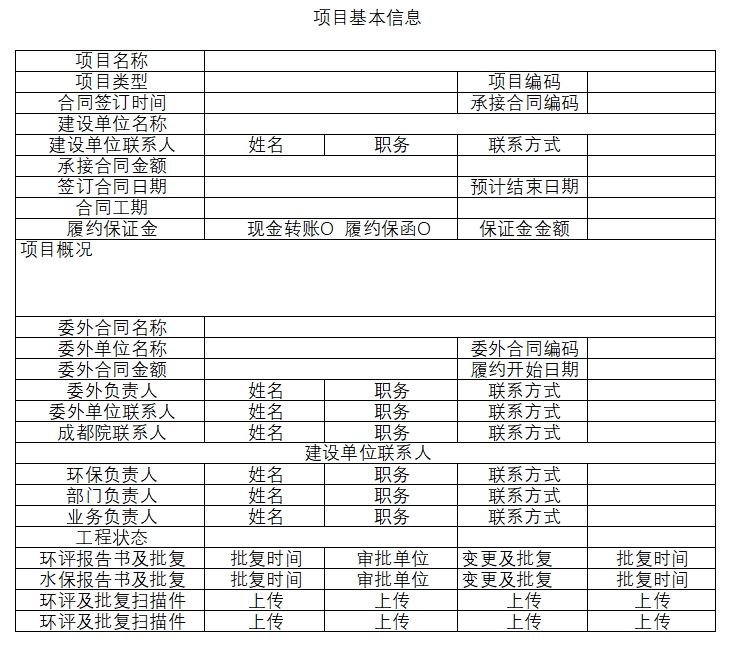 项目基本信息
项目名称
项目类型 项目编码
合同签订时间 承接合同编码
建设单位名称
建设单位联系人 姓名 职务 联系方式
承接合同金额
签订合同日期 预计结束日期
合同工期
履约保证金 现金转账O 履约保函O 保证金金额
项目概况
委外合同名称
委外单位名称 委外合同编码
委外合同金额 履约开始日期
委外负责人 姓名 职务 联系方式
委外单位联系人 姓名 职务 联系方式
成都院联系人 姓名 职务 联系方式
建设单位联系人
环保负责人 姓名 职务 联系方式
部门负责人 姓名 职务 联系方式
业务负责人 姓名 职务 联系方式
工程状态
环评报告书及批复 批复时间 审批单位 变更及批复 批复时间
水保报告书及批复 批复时间 审批单位 变更及批复 批复时间
环评及批复扫描件 上传 上传 上传 上传
环评及批复扫描件 上传 上传 上传 上传